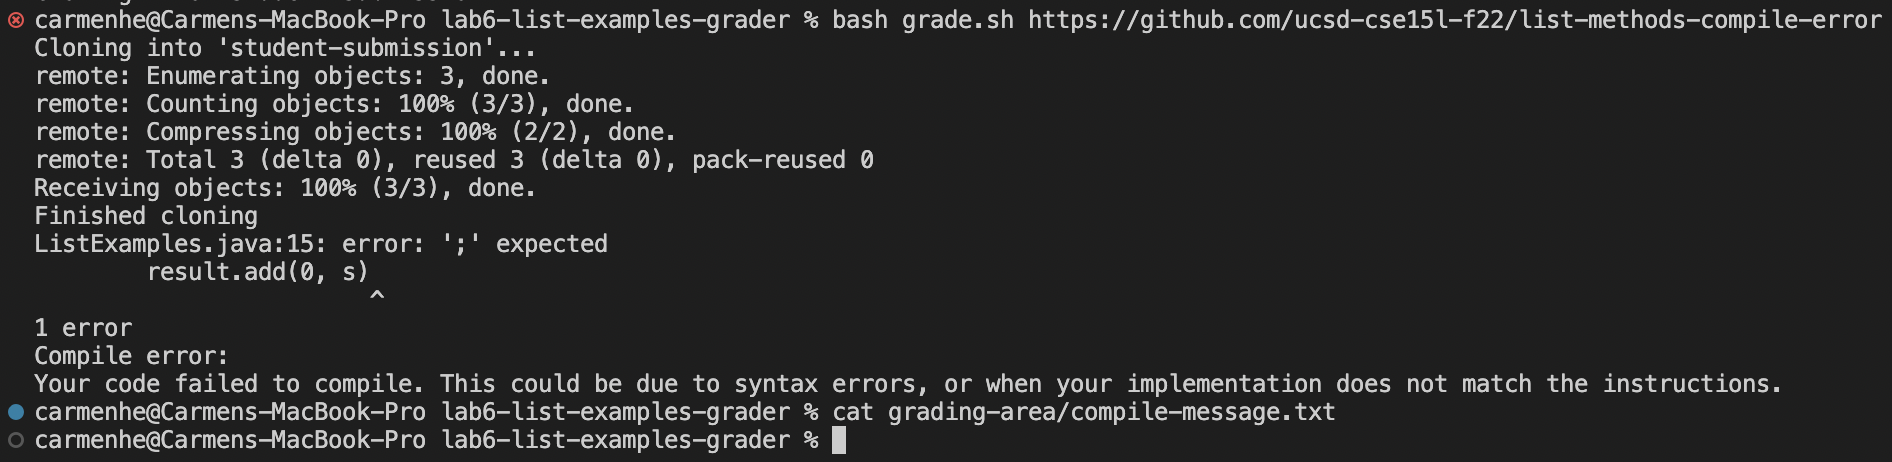 carmenhe@Carmens-MacBook-Pro lab6-list-examples-grader % bash grade.sh https://github.com/ucsd-cse15l-f22/list-methods-compile-error
Cloning into 'student-submission'...
remote: Enumerating objects: 3, done.
remote: Counting objects: 100% (3/3), done.
remote: Compressing objects: 100% (2/2), done.
remote: Total 3 (delta 0), reused 3 (delta 0), pack-reused 0
Receiving objects: 100% (3/3), done.
Finished cloning
ListExamples.java:15: error: ';' expected
        result.add(0, s)
                        ^
1 error
Compile error:
Your code failed to compile. This could be due to syntax errors, or when your implementation does not match the instructions.
carmenhe@Carmens-MacBook-Pro lab6-list-examples-grader % cat grading-area/compile-message.txt
carmenhe@Carmens-MacBook-Pro lab6-list-examples-grader %